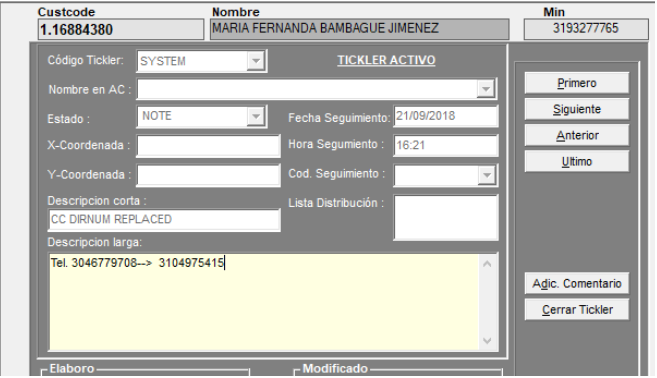 Custcode Nombre Min
1.16884380 MARIA FERNANDA BAMBAGUE JIMENEZ 3193277765
Código Tickler: SYSTEM TICKLER ACTIVO
Nombre en AC :
Estado : NOTE Fecha Seguimiento: 21/09/2018
X-Coordenada : Hora Segumiento : 16:21
Y-Coordenada : Cod. Seguimiento :
Descripcion corta : Lista Distribución :
CC DIRNUM REPLACED
Descripcion larga:
Tel. 3046779708--> 3104975415
Primero
Siguiente
Anterior
Ultimo
Adic. Comentario
Cerrar Tickler
Elaboro Modificado